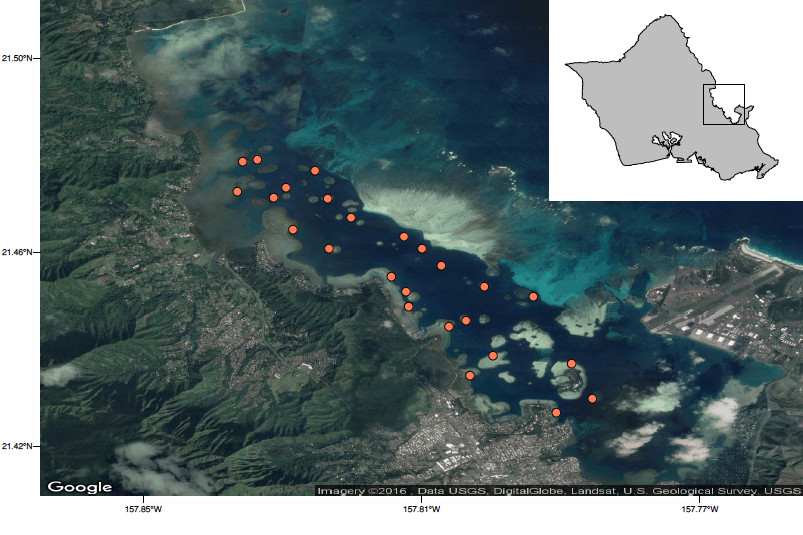 21.50°N
21.46°N
21.42°N
Google
Imagery ©2016 , Data USGS, DigitalGlobe, Landsat, U.S. Geological Survey, USGS
157.85°W
157.81°W
157.77°W